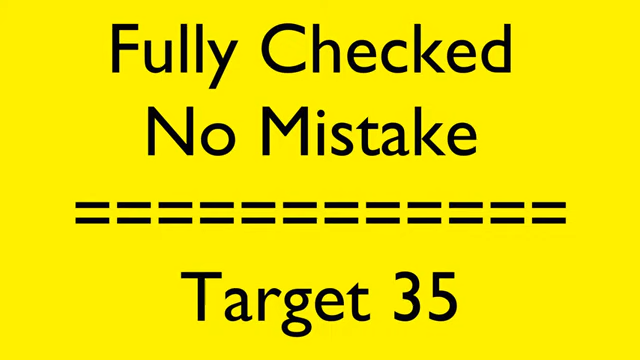 Fully Checked
No Mistake
============
Target 35